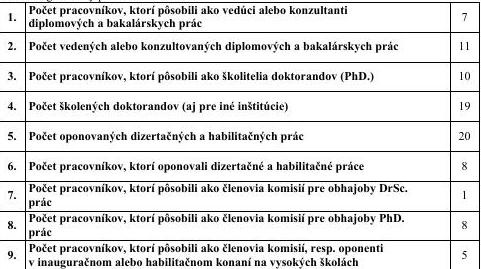 1. Počet pracovníkov, ktorí pôsobili ako vedúci alebo konzultanti
diplomových a bakalárskych prác 7
2. Počet vedených alebo konzultovaných diplomových a bakalárskych prác 11
3. Počet pracovníkov, ktorí pôsobili ako školitelia doktorandov (PhD.) 10
4. Počet školených doktorandov (aj pre iné inštitúcie) 19
5. Počet oponovaných dizertačných a habilitačných prác 20
6. Počet pracovníkov, ktorí oponovali dizertačné a habilitačné práce 8
7. Počet pracovníkov, ktorí pôsobili ako členovia komisií pre obhajoby DrSc.
prác 1
8. Počet pracovníkov, ktorí pôsobili ako členovia komisií pre obhajoby PhD.
prác 8
9. Počet pracovníkov, ktorí pôsobili ako členovia komisií, resp. oponenti
v inauguračnom alebo habilitačnom konaní na vysokých školách 5